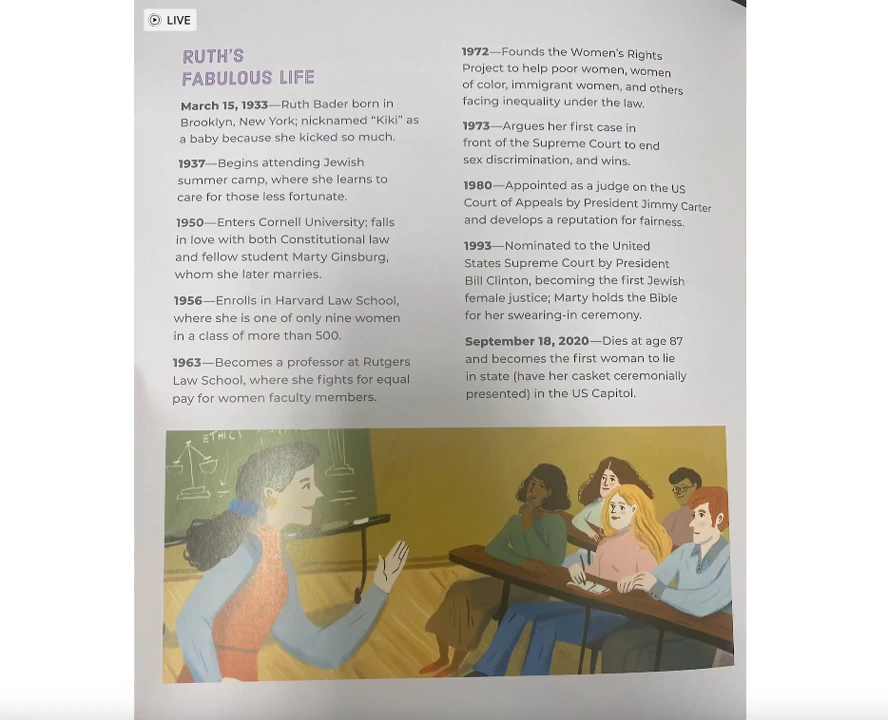 LIVE
RUTH'S
FABULOUS LIFE
March 15, 1933—Ruth Bader born in
Brooklyn, New York; nicknamed “Kiki” as
a baby because she kicked so much.
1937—Begins attending Jewish
summer camp, where she learns to
care for those less fortunate.
1950—Enters Cornell University; falls
in love with both Constitutional law
and fellow student Marty Ginsburg,
whom she later marries.
1956—Enrolls in Harvard Law School,
where she is one of only nine women
in a class of more than 500.
1963—Becomes a professor at Rutgers
Law School, where she fights for equal
pay for women faculty members.
1972—Founds the Women's Rights
Project to help poor women, women
of color, immigrant women, and others
facing inequality under the law.
1973—Argues her first case in
front of the Supreme Court to end
sex discrimination, and wins.
1980—Appointed as a judge on the US
Court of Appeals by President Jimmy Carter
and develops a reputation for fairness.
1993—Nominated to the United
States Supreme Court by President
Bill Clinton, becoming the first Jewish
female justice; Marty holds the Bible
for her swearing-in ceremony.
September 18, 2020—Dies at age 87
and becomes the first woman to lie
in state (have her casket ceremonially
presented) in the US Capitol.
ETHICS